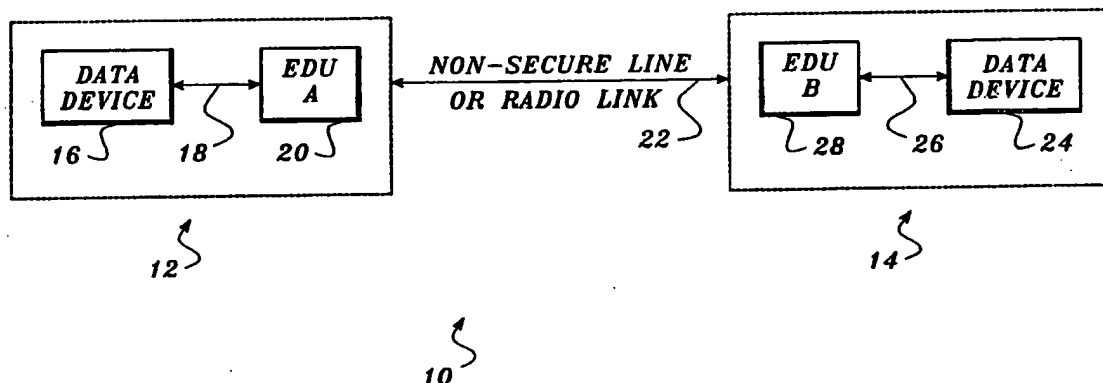 DATA
DEVICE
EDU
A
NON-SECURE LINE
OR RADIO LINK
EDU
B
DATA
DEVICE
16
18
20
22
28
26
24
12
14
10